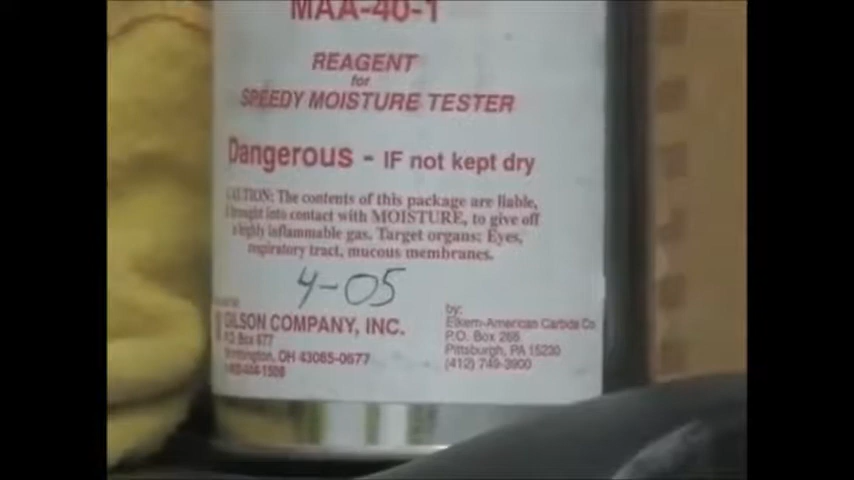 MAA-40-1
REAGENT
for
SPEEDY MOISTURE TESTER
Dangerous - IF not kept dry
CAUTION: The contents of this package are liable,
if brought into contact with MOISTURE, to give off
a highly inflammable gas. Target organs: Eyes,
respiratory tract, mucous membranes.
4-05
GILSON COMPANY, INC.
P.O. Box 677
Worthington, OH 43085-0677
by:
Elkem-American Carbide Co.
P.O. Box 266
Pittsburgh, PA 15230
(412) 749-3900